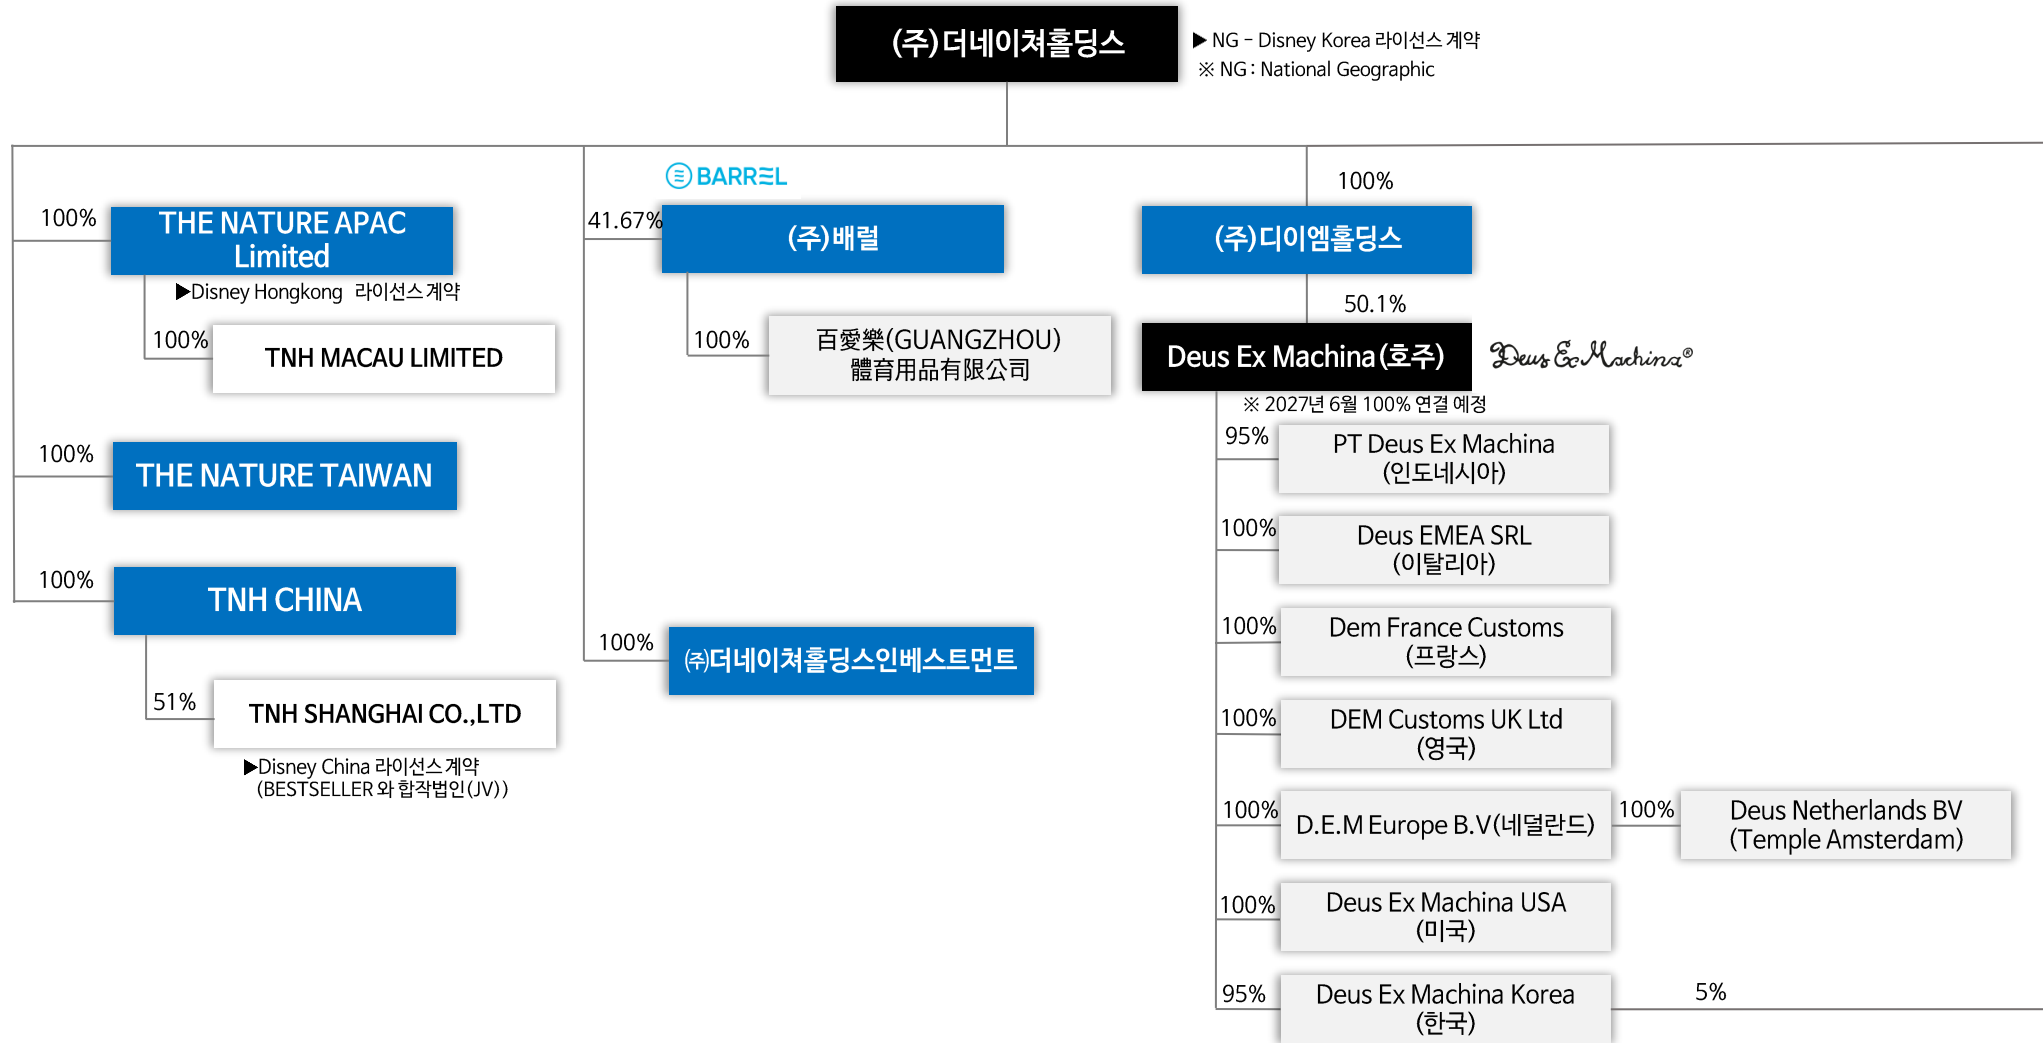 (주)더네이쳐홀딩스
▶ NG - Disney Korea 라이선스 계약
※ NG : National Geographic
100%
THE NATURE APAC
Limited
▶Disney Hongkong 라이선스 계약
100%
TNH MACAU LIMITED
100%
THE NATURE TAIWAN
100%
TNH CHINA
51%
TNH SHANGHAI CO.,LTD
▶Disney China 라이선스 계약
(BESTSELLER 와 합작법인(JV))
BARREL
41.67%
(주)배럴
100%
百愛樂(GUANGZHOU)
體育用品有限公司
100%
㈜더네이쳐홀딩스인베스트먼트
100%
(주)디이엠홀딩스
50.1%
Deus Ex Machina(호주)
Deus Ex Machina®
※ 2027년 6월 100% 연결 예정
95%
PT Deus Ex Machina
(인도네시아)
100%
Deus EMEA SRL
(이탈리아)
100%
Dem France Customs
(프랑스)
100%
DEM Customs UK Ltd
(영국)
100%
D.E.M Europe B.V(네덜란드)
100%
Deus Netherlands BV
(Temple Amsterdam)
100%
Deus Ex Machina USA
(미국)
95%
Deus Ex Machina Korea
(한국)
5%